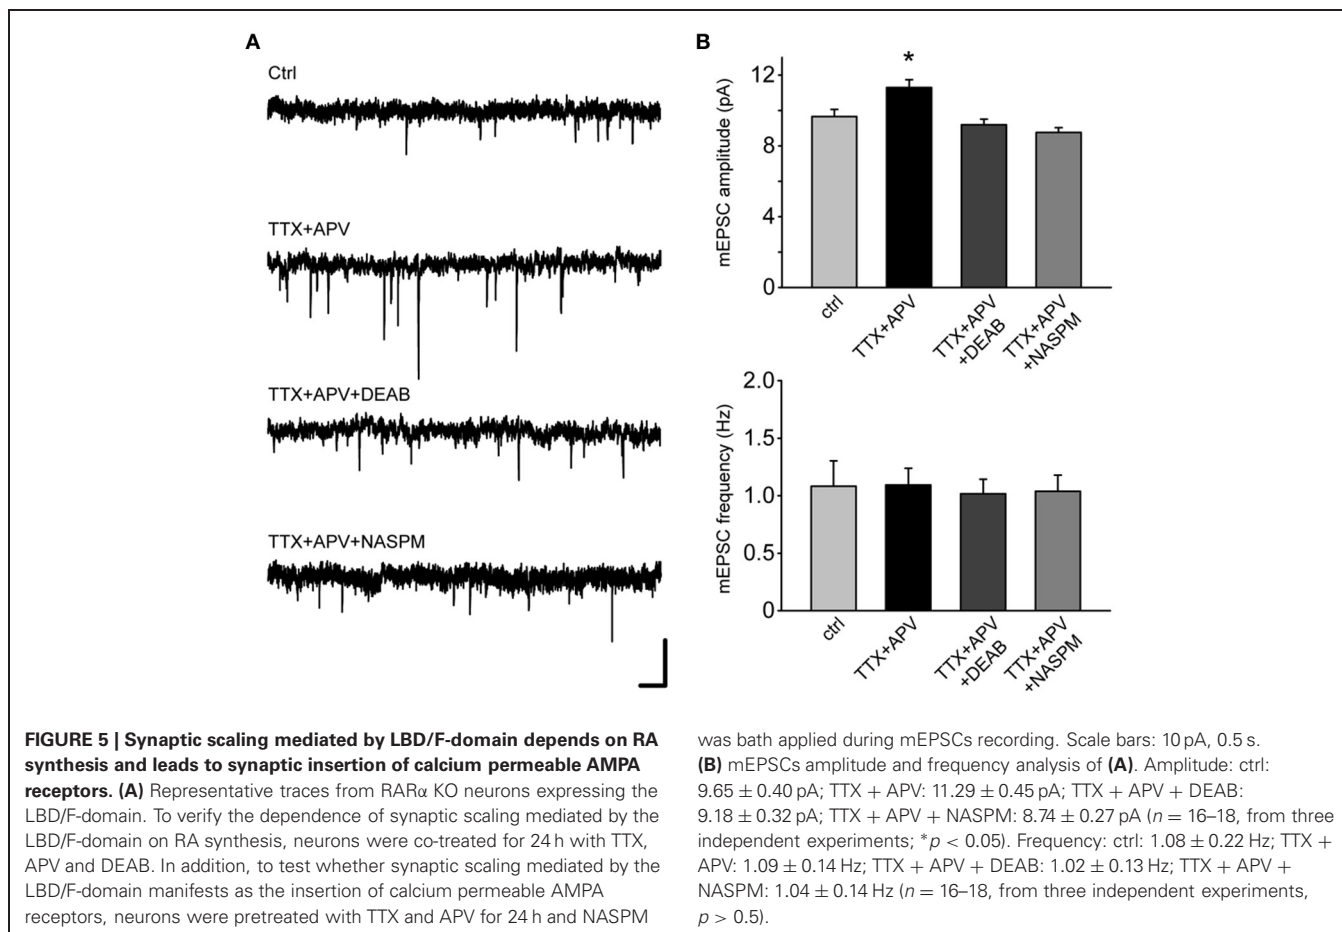 A
Ctrl
TTX+APV
TTX+APV+DEAB
TTX+APV+NASPM
B
mEPSC amplitude (pA)
12
8
4
0
*
ctrl
TTX+APV
TTX+APV
+DEAB
TTX+APV
+NASPM
mEPSC frequency (Hz)
2.0
1.5
1.0
0.5
0
ctrl
TTX+APV
TTX+APV
+DEAB
TTX+APV
+NASPM
FIGURE 5 | Synaptic scaling mediated by LBD/F-domain depends on RA
synthesis and leads to synaptic insertion of calcium permeable AMPA
receptors. (A) Representative traces from RARα KO neurons expressing the
LBD/F-domain. To verify the dependence of synaptic scaling mediated by the
LBD/F-domain on RA synthesis, neurons were co-treated for 24 h with TTX,
APV and DEAB. In addition, to test whether synaptic scaling mediated by the
LBD/F-domain manifests as the insertion of calcium permeable AMPA
receptors, neurons were pretreated with TTX and APV for 24 h and NASPM
was bath applied during mEPSCs recording. Scale bars: 10 pA, 0.5 s.
(B) mEPSCs amplitude and frequency analysis of (A). Amplitude: ctrl:
9.65 ± 0.40 pA; TTX + APV: 11.29 ± 0.45 pA; TTX + APV + DEAB:
9.18 ± 0.32 pA; TTX + APV + NASPM: 8.74 ± 0.27 pA (n = 16–18, from three
independent experiments; *p < 0.05). Frequency: ctrl: 1.08 ± 0.22 Hz; TTX +
APV: 1.09 ± 0.14 Hz; TTX + APV + DEAB: 1.02 ± 0.13 Hz; TTX + APV +
NASPM: 1.04 ± 0.14 Hz (n = 16–18, from three independent experiments,
p > 0.5).